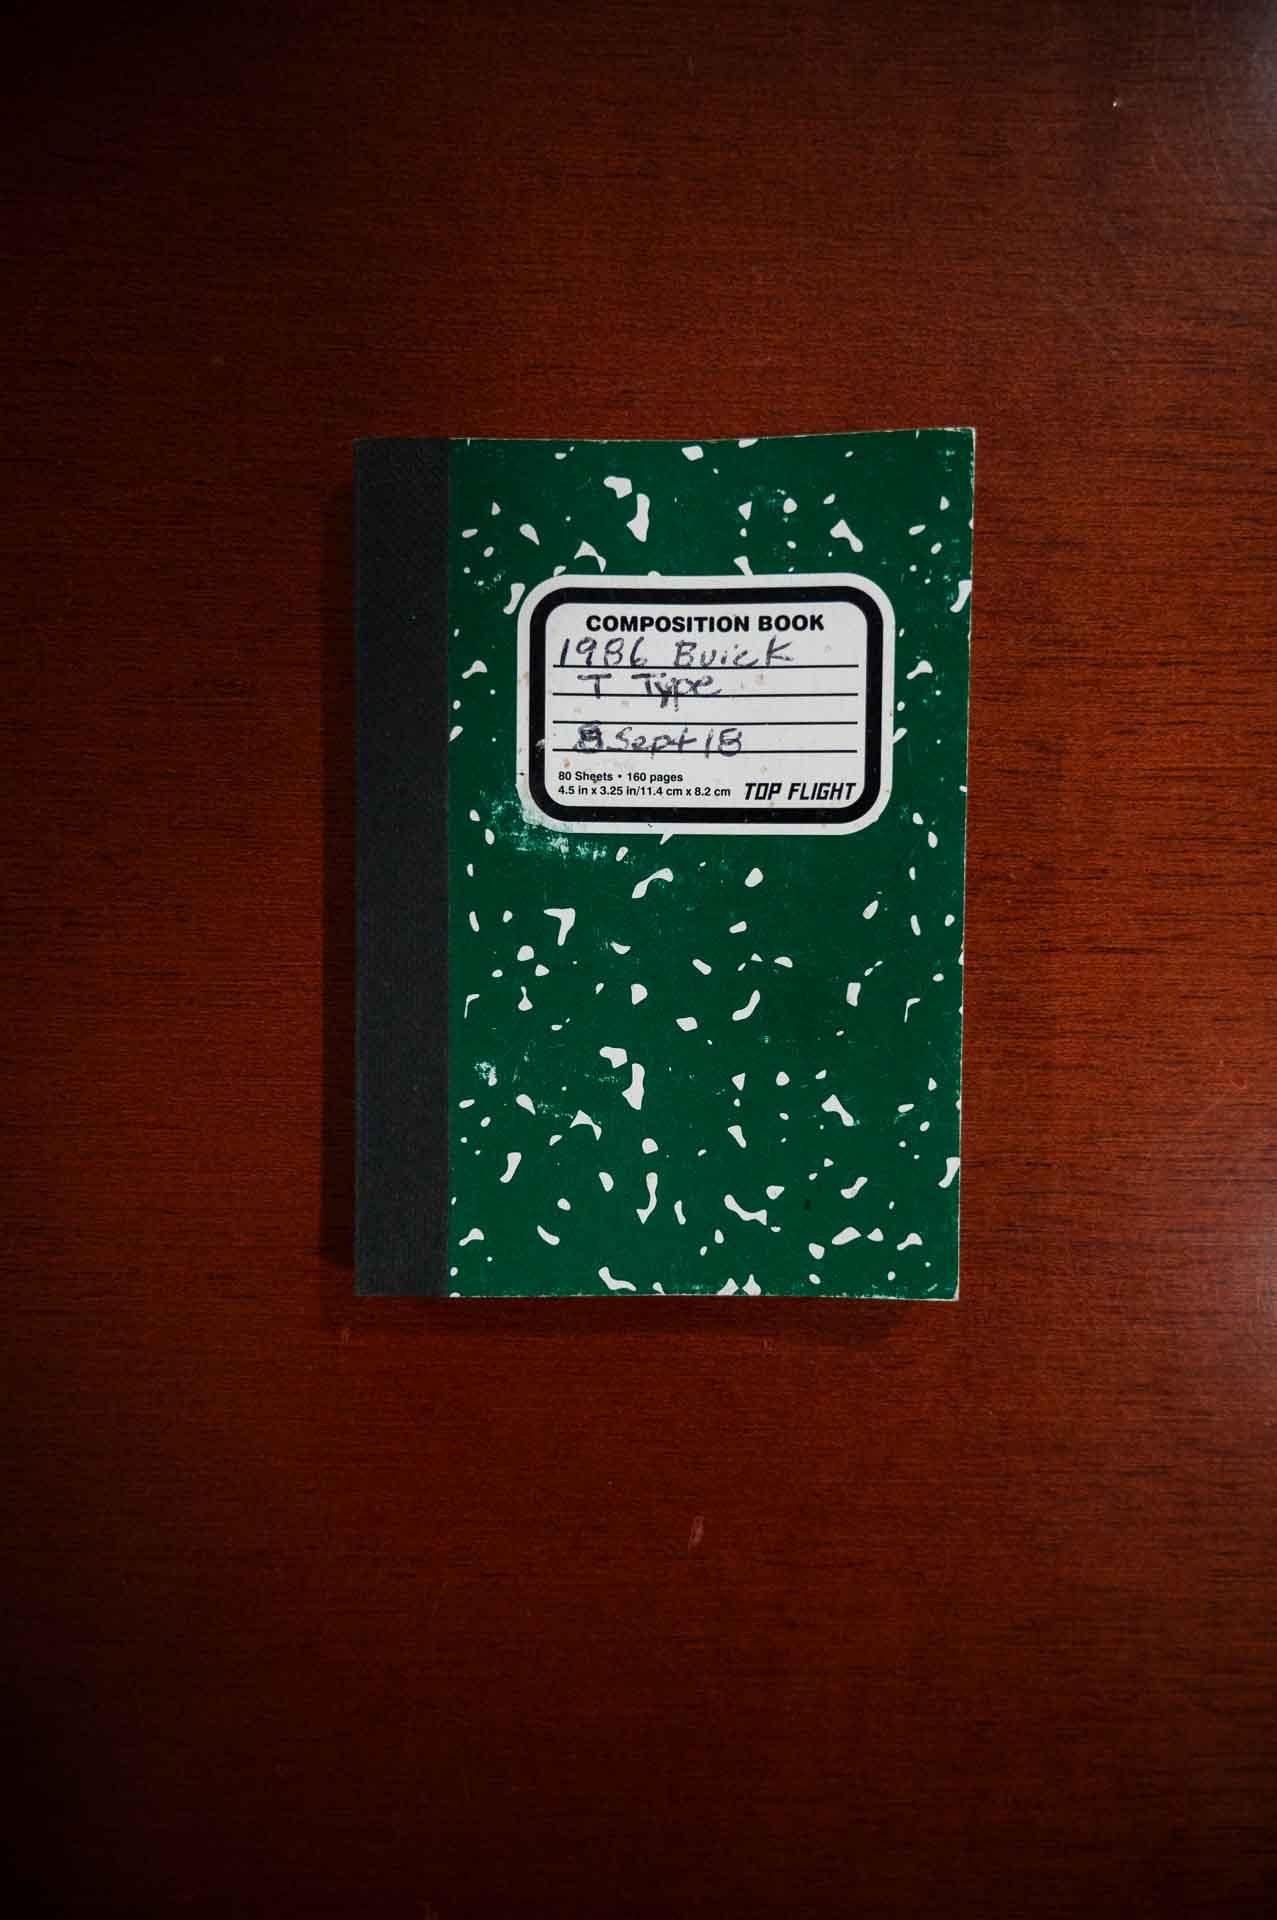 COMPOSITION BOOK
1986 Buick
T Type
8 Sept 18
80 Sheets • 160 pages
4.5 in x 3.25 in/11.4 cm x 8.2 cm TOP FLIGHT